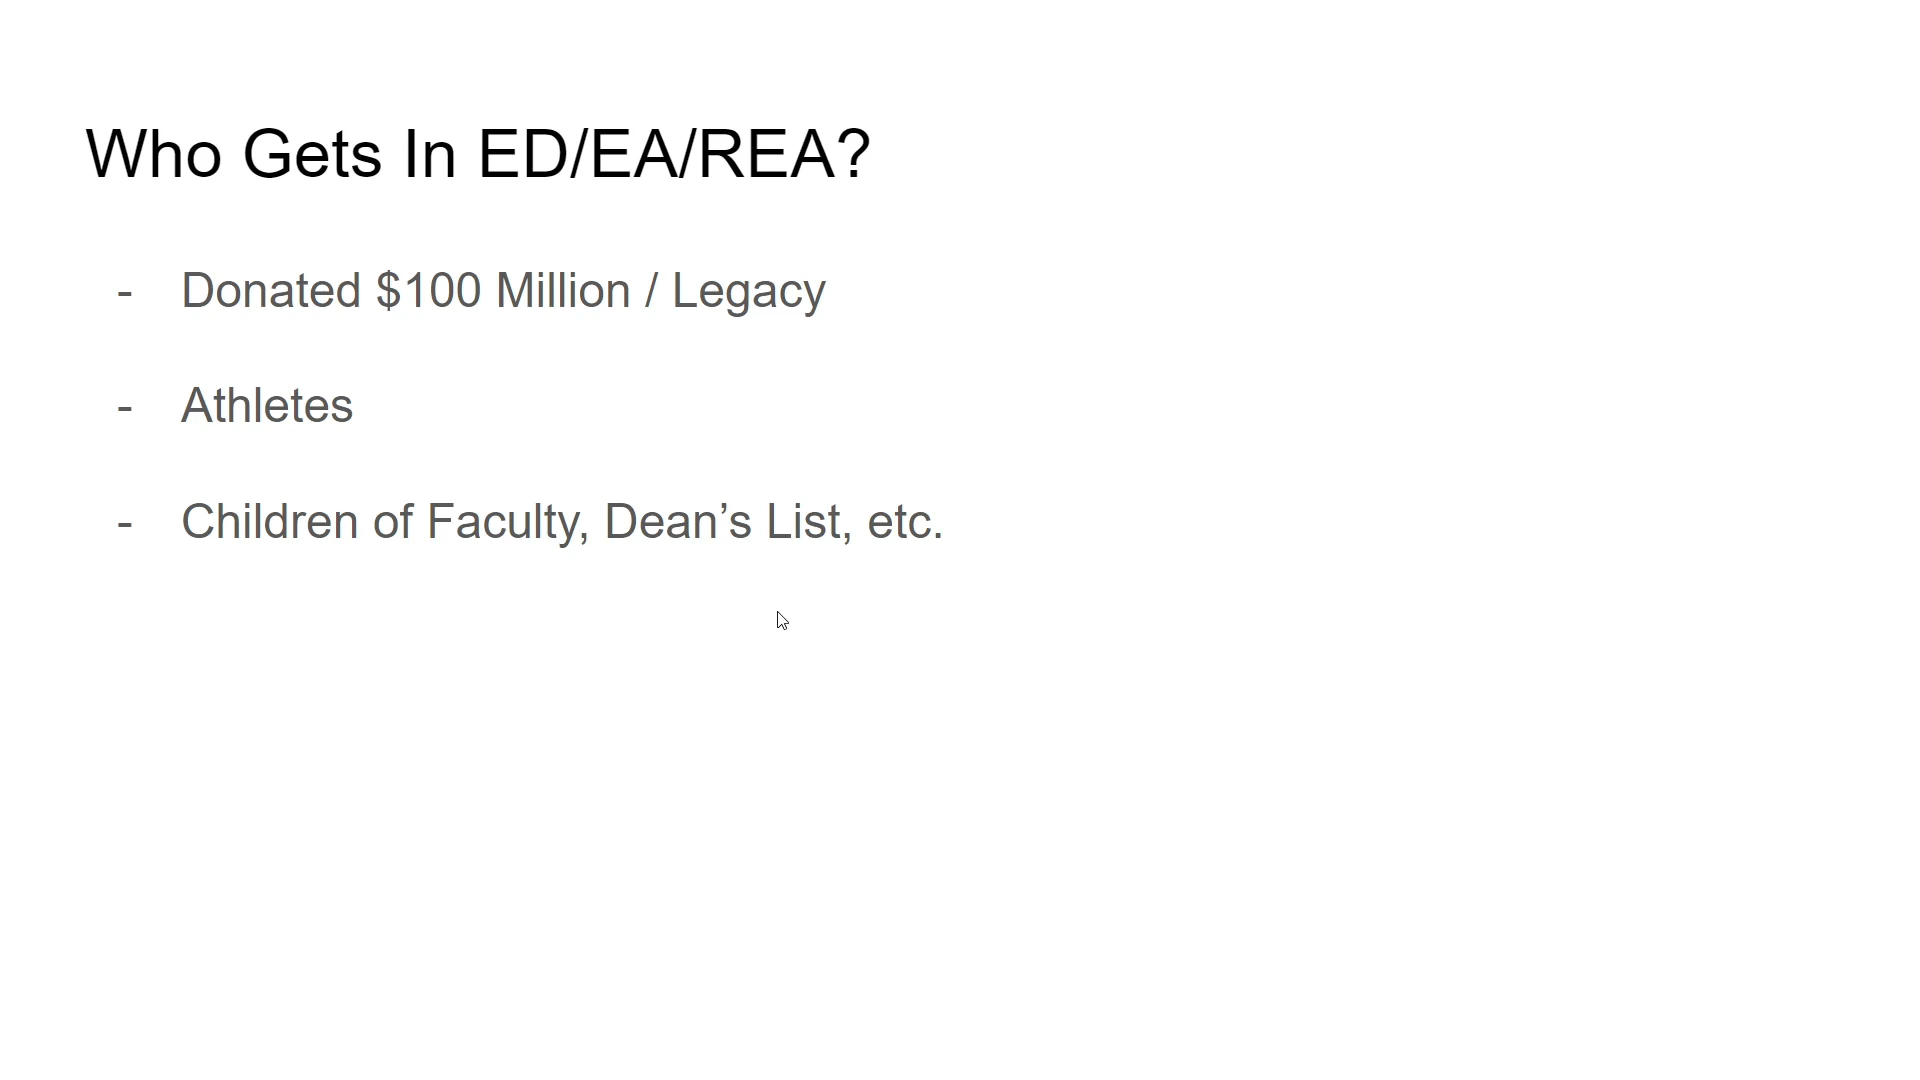 Who Gets In ED/EA/REA?
- Donated $100 Million / Legacy
- Athletes
- Children of Faculty, Dean’s List, etc.